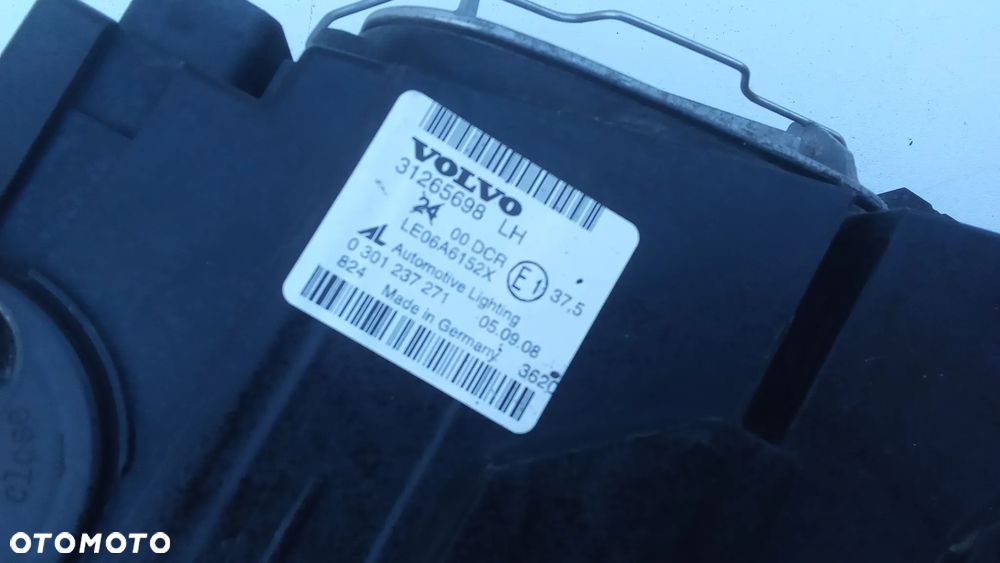 VOLVO
31265698 LH
24 00 DCR
LE06A6152X E1 37,5
AL Automotive Lighting
0 301 237 271 05.09.08
824 Made in Germany 3620
Close
OTOMOTO